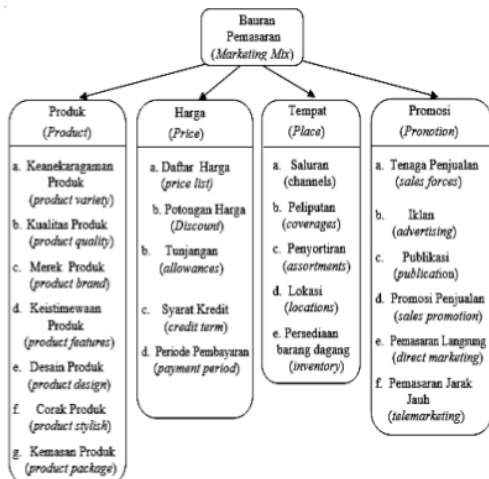 Bauran
Pemasaran
(Marketing Mix)
Produk
(Product)
a. Keanekaragaman
Produk
(product variety)
b. Kualitas Produk
(product quality)
c. Merek Produk
(product brand)
d. Keistimewaan
Produk
(product features)
e. Desain Produk
(product design)
f. Corak Produk
(product stylish)
g. Kemasan Produk
(product package)
Harga
(Price)
a. Daftar Harga
(price list)
b. Potongan Harga
(Discount)
b. Tunjangan
(allowances)
c. Syarat Kredit
(credit term)
d. Periode Pembayaran
(payment period)
Tempat
(Place)
a. Saluran
(channels)
b. Peliputan
(coverages)
c. Penyortiran
(assortments)
d. Lokasi
(locations)
e. Persediaan
barang dagang
(inventory)
Promosi
(Pronotion)
a. Tenaga Penjualan
(sales forces)
b. Iklan
(advertising)
c. Publikasi
(publication)
d. Promosi Penjualan
(sales promotion)
e. Pemasaran Langsung
(direct marketing)
f. Pemasaran Jarak
Jauh
(telemarketing)